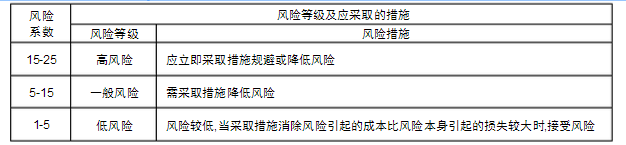 风险
系数
风险等级及应采取的措施
风险等级
风险措施
15-25
高风险
应立即采取措施规避或降低风险
5-15
一般风险
需采取措施降低风险
1-5
低风险
风险较低,当采取措施消除风险引起的成本比风险本身引起的损失较大时,接受风险